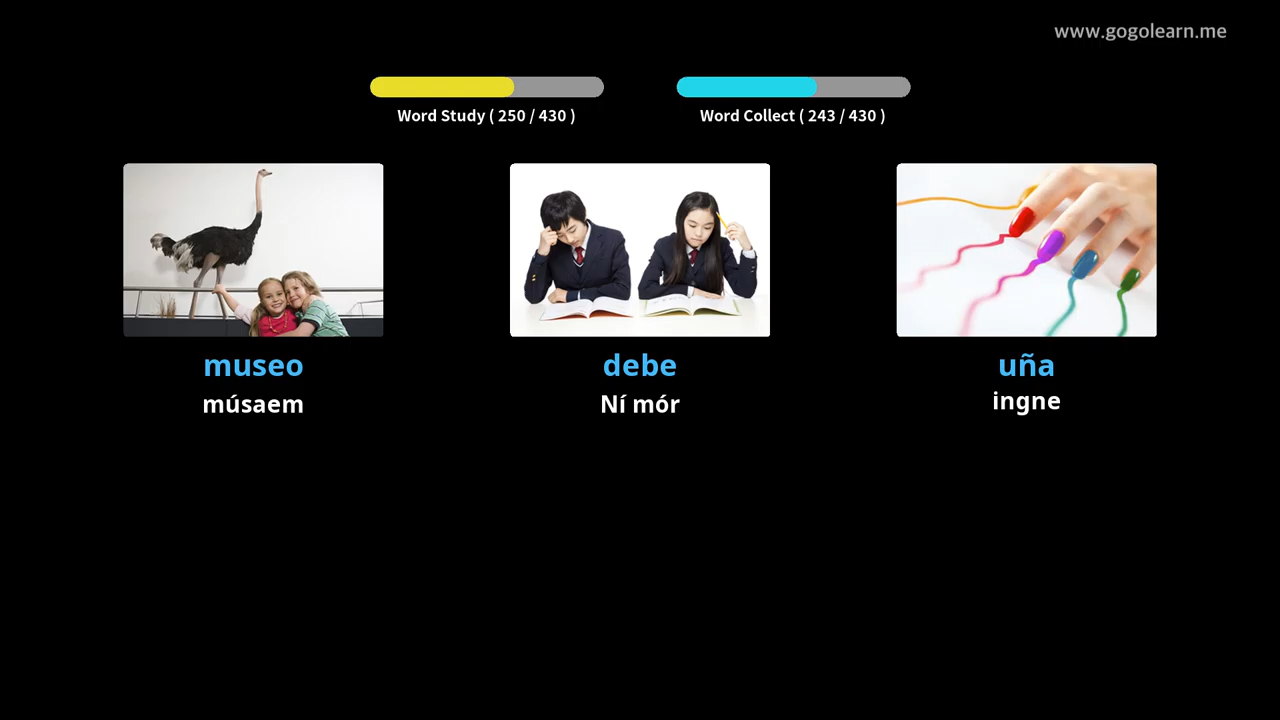 www.gogolearn.me
Word Study ( 250 / 430 )
Word Collect ( 243 / 430 )
museo
debe
uña
músaem
Ní mór
ingne